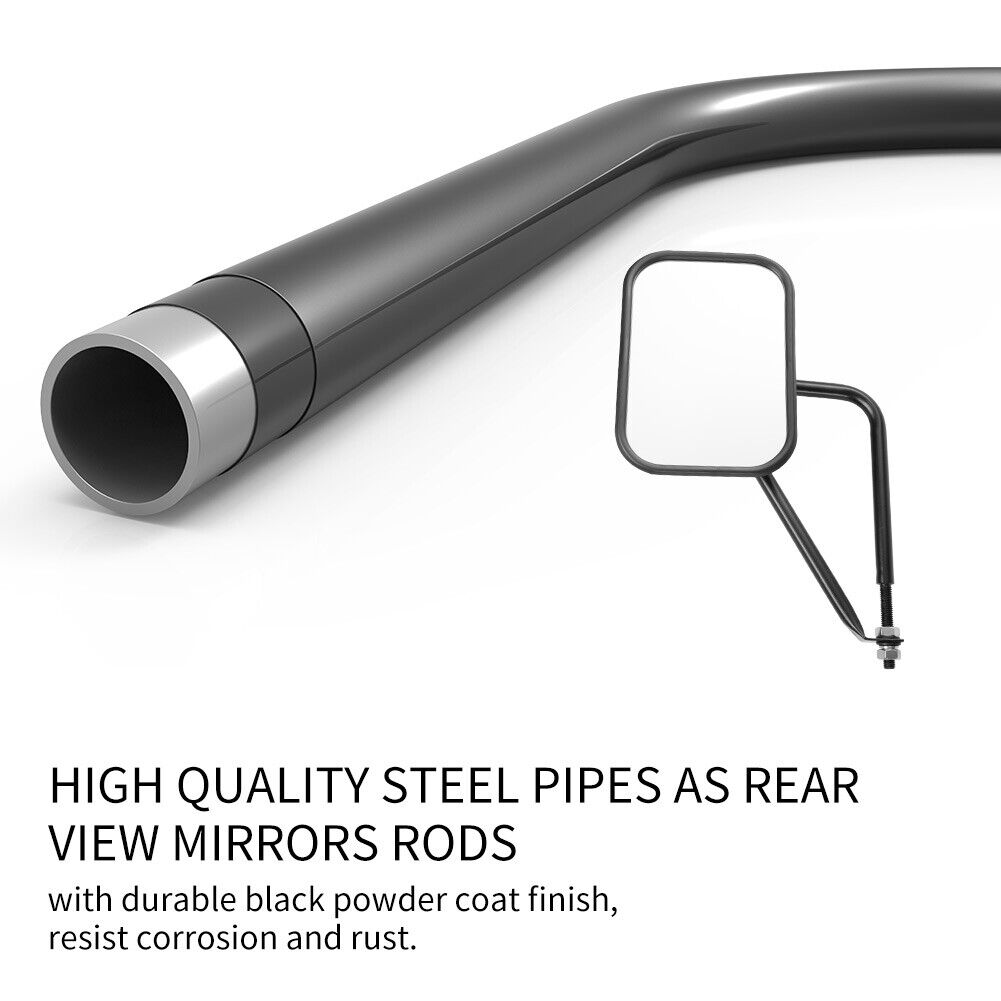 HIGH QUALITY STEEL PIPES AS REAR
VIEW MIRRORS RODS
with durable black powder coat finish,
resist corrosion and rust.